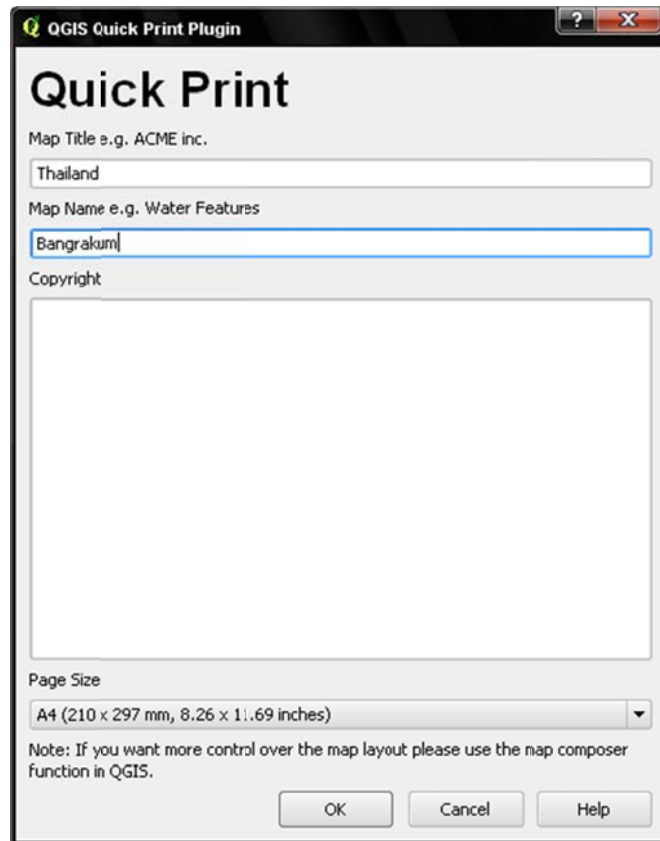 QGIS Quick Print Plugin
Quick Print
Map Title e.g. ACME inc.
Thailand
Map Name e.g. Water Features
Bangrakum
Copyright
Page Size
A4 (210 x 297 mm, 8.26 x 11.69 inches)
Note: If you want more control over the map layout please use the map composer
function in QGIS.
OK Cancel Help